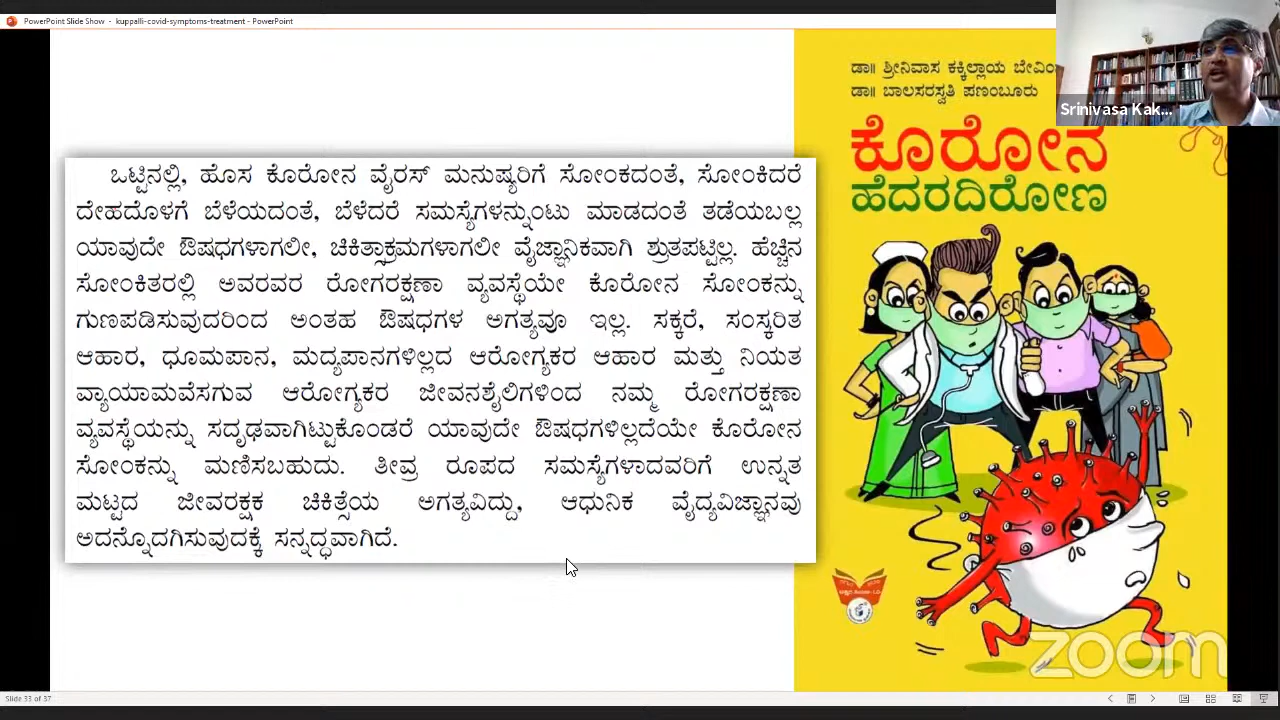 PowerPoint Slide Show - kuppalli-covid-symptoms-treatment - PowerPoint
ಡಾ॥ ಶ್ರೀನಿವಾಸ ಕಕ್ಕಿಲ್ಲಾಯ
ಡಾ॥ ಬಾಲಸರಸ್ವತಿ ಪಣಂಬೂರು
Srinivasa Kak...
ಕೊರೋನ
ಹೆದರದಿರೋಣ
ಒಟ್ಟಿನಲ್ಲಿ, ಹೊಸ ಕೊರೋನ ವೈರಸ್ ಮನುಷ್ಯರಿಗೆ ಸೋಂಕದಂತೆ, ಸೋಂಕಿದರೆ
ದೇಹದೊಳಗೆ ಬೆಳೆಯದಂತೆ, ಬೆಳೆದರೆ ಸಮಸ್ಯೆಗಳನ್ನುಂಟು ಮಾಡದಂತೆ ತಡೆಯಬಲ್ಲ
ಯಾವುದೇ ಔಷಧಗಳಾಗಲೀ, ಚಿಕಿತ್ಸಾಕ್ರಮಗಳಾಗಲೀ ವೈಜ್ಞಾನಿಕವಾಗಿ ಶ್ರುತಪಟ್ಟಿಲ್ಲ. ಹೆಚ್ಚಿನ
ಸೋಂಕಿತರಲ್ಲಿ ಅವರವರ ರೋಗರಕ್ಷಣಾ ವ್ಯವಸ್ಥೆಯೇ ಕೊರೋನ ಸೋಂಕನ್ನು
ಗುಣಪಡಿಸುವುದರಿಂದ ಅಂತಹ ಔಷಧಗಳ ಅಗತ್ಯವೂ ಇಲ್ಲ. ಸಕ್ಕರೆ, ಸಂಸ್ಕರಿತ
ಆಹಾರ, ಧೂಮಪಾನ, ಮದ್ಯಪಾನಗಳಿಲ್ಲದ ಆರೋಗ್ಯಕರ ಆಹಾರ ಮತ್ತು ನಿಯತ
ವ್ಯಾಯಾಮವೆಸಗುವ ಆರೋಗ್ಯಕರ ಜೀವನಶೈಲಿಗಳಿಂದ ನಮ್ಮ ರೋಗರಕ್ಷಣಾ
ವ್ಯವಸ್ಥೆಯನ್ನು ಸದೃಢವಾಗಿಟ್ಟುಕೊಂಡರೆ ಯಾವುದೇ ಔಷಧಗಳಿಲ್ಲದೆಯೇ ಕೊರೋನ
ಸೋಂಕನ್ನು ಮಣಿಸಬಹುದು. ತೀವ್ರ ರೂಪದ ಸಮಸ್ಯೆಗಳಾದವರಿಗೆ ಉನ್ನತ
ಮಟ್ಟದ ಜೀವರಕ್ಷಕ ಚಿಕಿತ್ಸೆಯ ಅಗತ್ಯವಿದ್ದು, ಆಧುನಿಕ ವೈದ್ಯವಿಜ್ಞಾನವು
ಅದನ್ನೊದಗಿಸುವುದಕ್ಕೆ ಸನ್ನದ್ಧವಾಗಿದೆ.
zoom
Slide 33 of 37